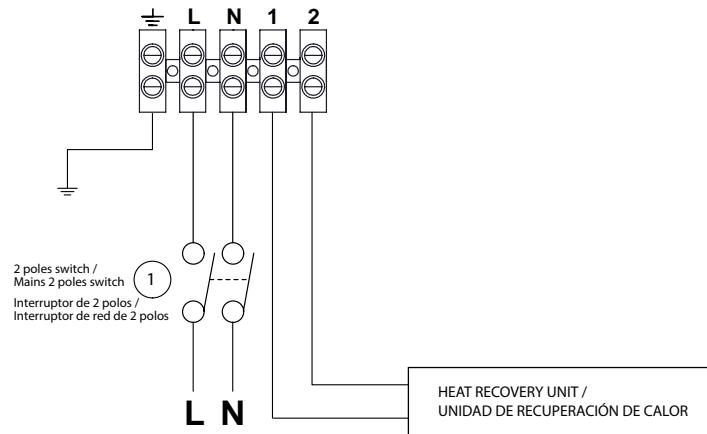 L N 1 2
2 poles switch /
Mains 2 poles switch
1
Interruptor de 2 polos /
Interruptor de red de 2 polos
L N
HEAT RECOVERY UNIT /
UNIDAD DE RECUPERACIÓN DE CALOR